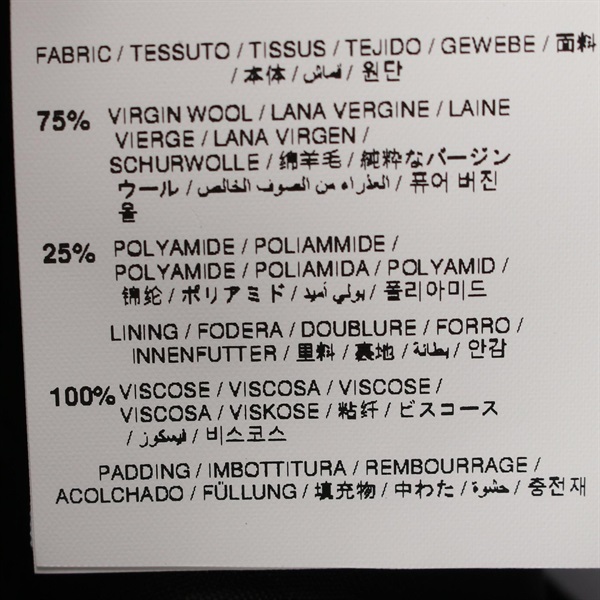 FABRIC / TESSUTO / TISSUS / TEJIDO / GEWEBE / 面料
/ 本体 / قماش / 원단
75% VIRGIN WOOL / LANA VERGINE / LAINE
VIERGE / LANA VIRGEN /
SCHURWOLLE / 绵羊毛 / 純粋なバージン
ウール / العذراء من الصوف الخالص / 퓨어 버진
울
25% POLYAMIDE / POLIAMMIDE /
POLYAMIDE / POLIAMIDA / POLYAMID /
锦纶 / ポリアミド / بولي أميد / 폴리아미드
LINING / FODERA / DOUBLURE / FORRO /
INNENFUTTER / 里料 / 裏地 / بطانة / 안감
100% VISCOSE / VISCOSA / VISCOSE /
VISCOSA / VISKOSE / 粘纤 / ビスコース
/ فيسكوز / 비스코스
PADDING / IMBOTTITURA / REMBOURRAGE /
ACOLCHADO / FÜLLUNG / 填充物 / 中わた / حشوة / 충전재